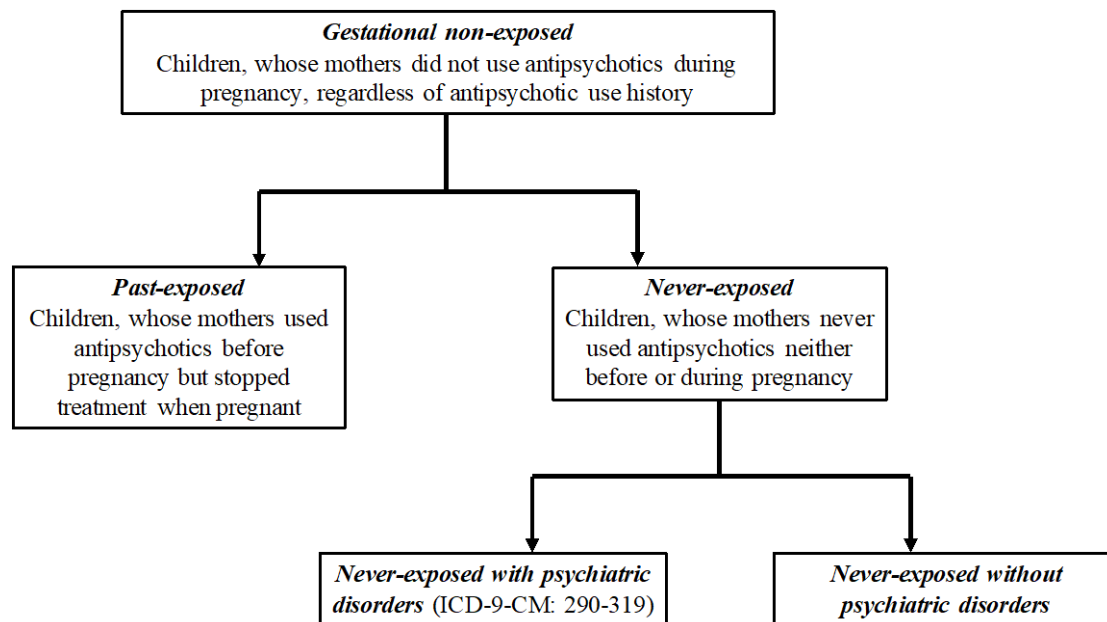 Gestational non-exposed
Children, whose mothers did not use antipsychotics during
pregnancy, regardless of antipsychotic use history
Past-exposed
Children, whose mothers used
antipsychotics before
pregnancy but stopped
treatment when pregnant
Never-exposed
Children, whose mothers never
used antipsychotics neither
before or during pregnancy
Never-exposed with psychiatric
disorders (ICD-9-CM: 290-319)
Never-exposed without
psychiatric disorders